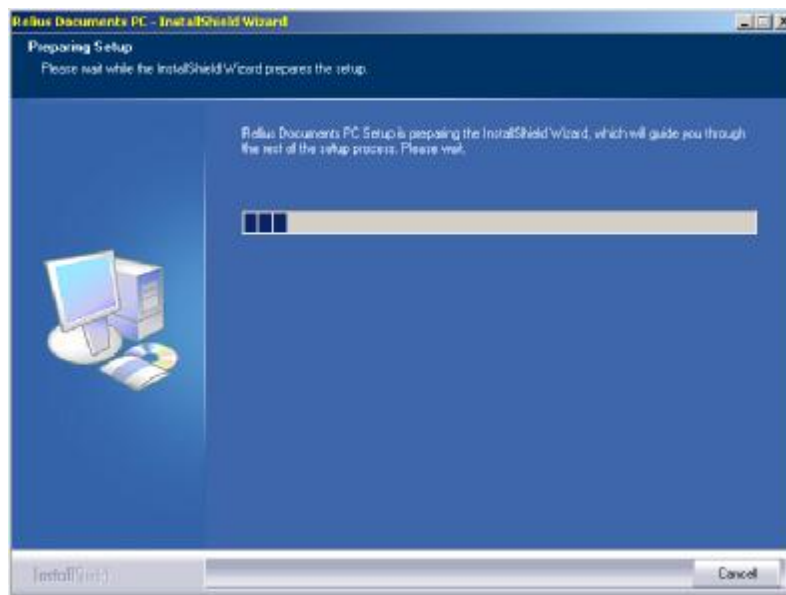 Relius Documents PC - InstallShield Wizard
Preparing Setup
Please wait while the InstallShield Wizard prepares the setup.
Relius Documents PC Setup is preparing the InstallShield Wizard, which will guide you through
the rest of the setup process. Please wait.
InstallShield
Cancel